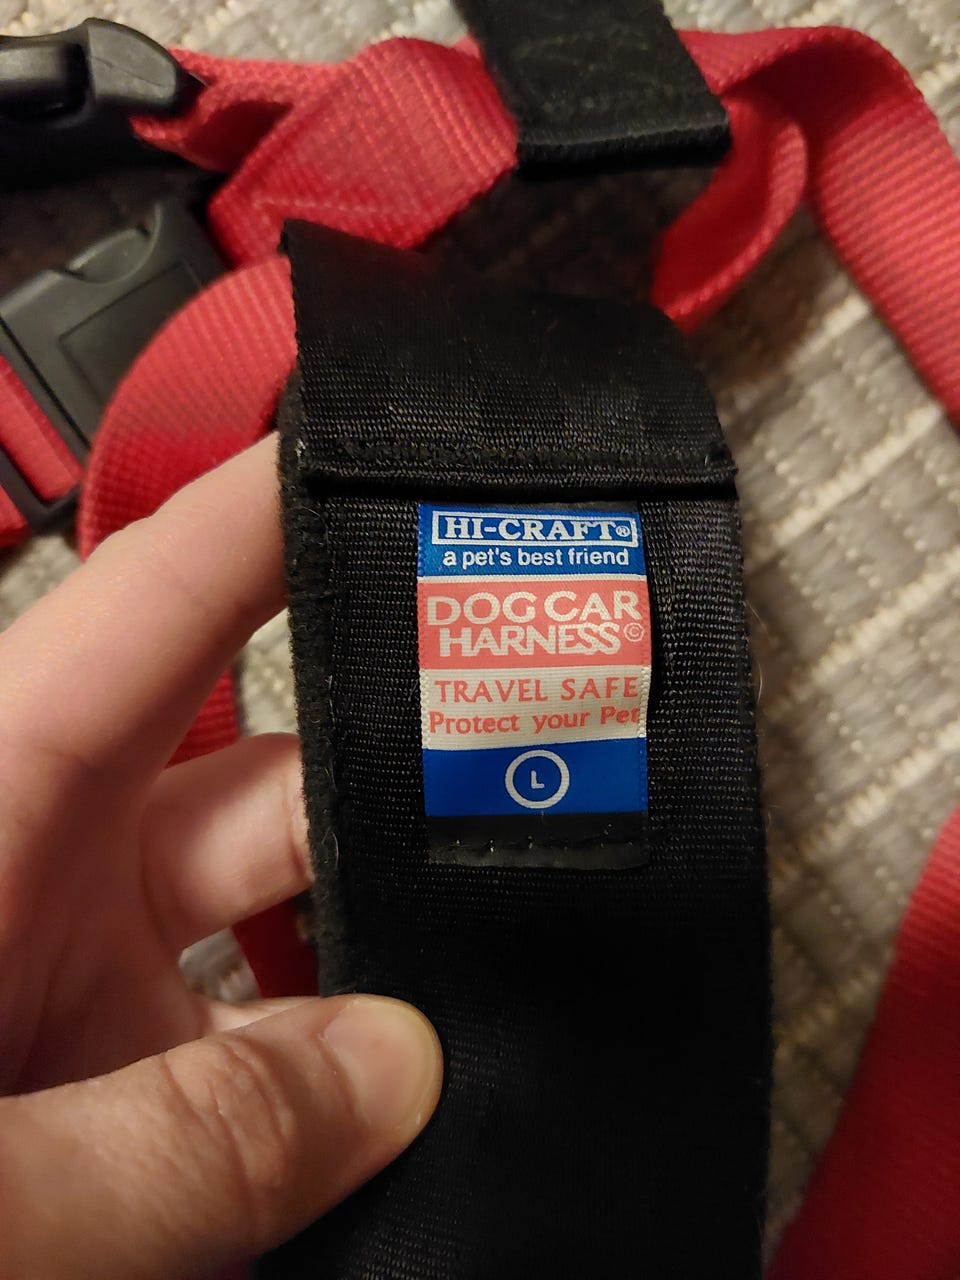 HI-CRAFT®
a pet's best friend
DOG CAR
HARNESS©
TRAVEL SAFE
Protect your Pet
L